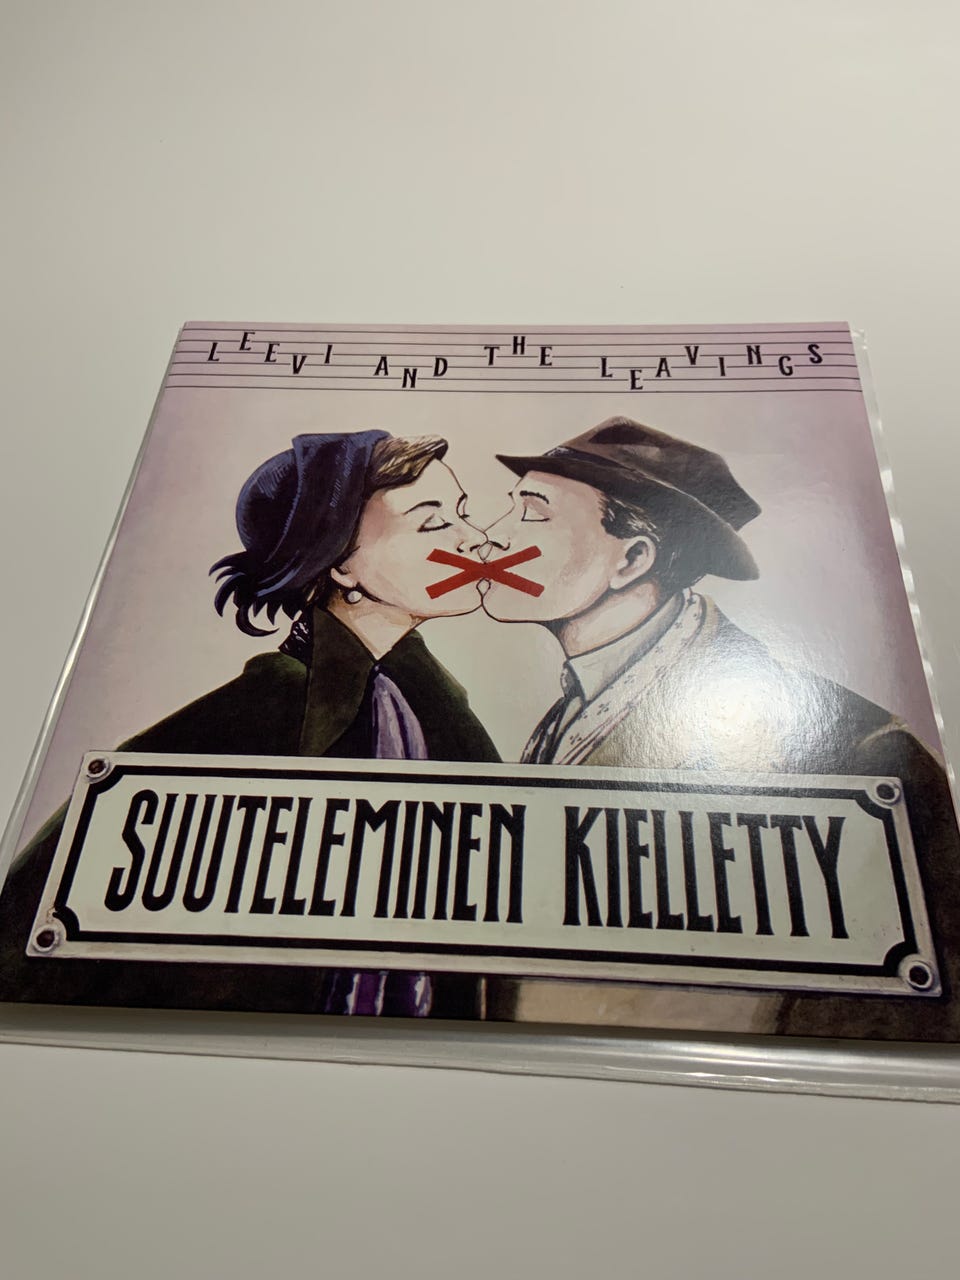 LEEVI AND THE LEAVINGS
SUUTELEMINEN KIELLETTY